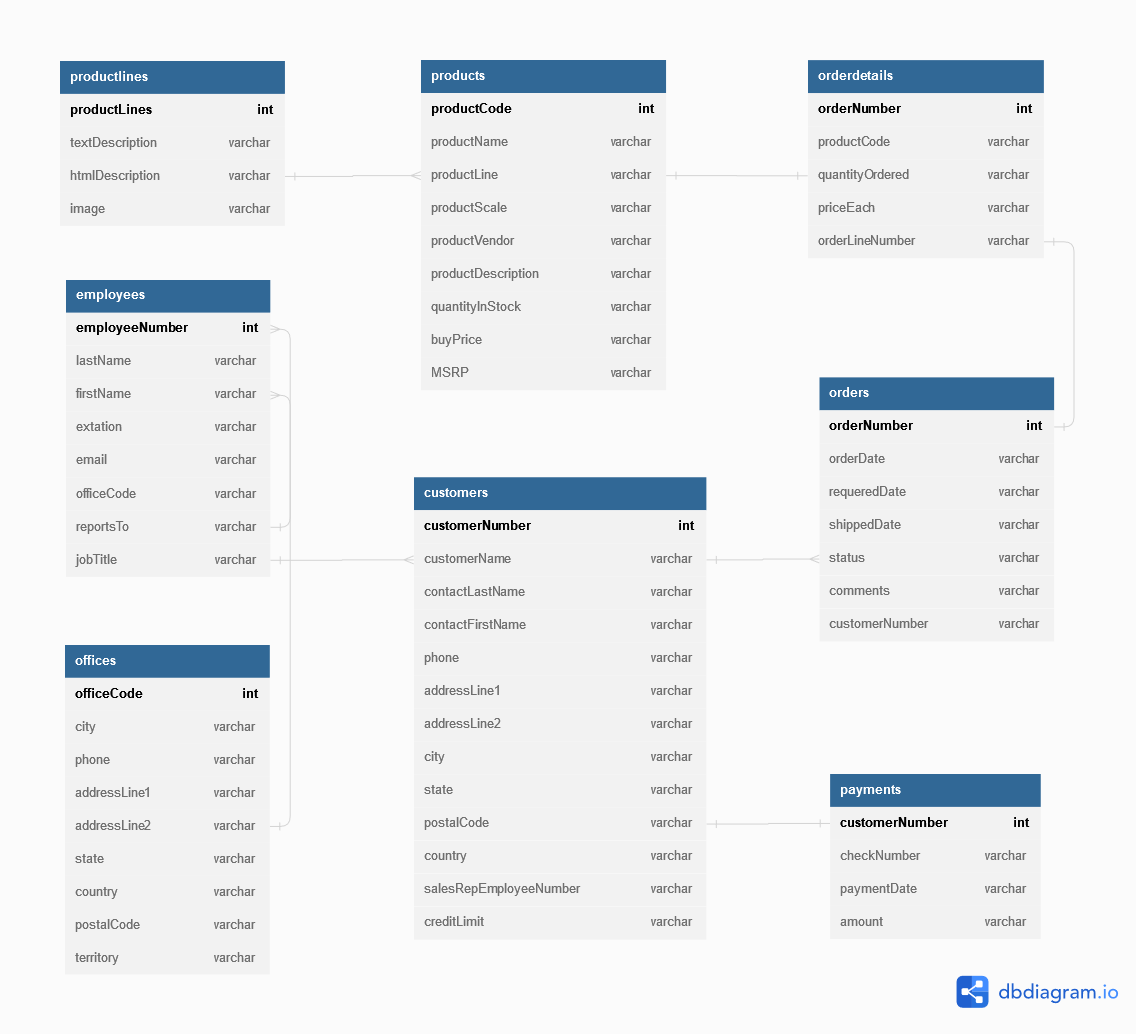 productlines
productLines int
textDescription varchar
htmlDescription varchar
image varchar
products
productCode int
productName varchar
productLine varchar
productScale varchar
productVendor varchar
productDescription varchar
quantityInStock varchar
buyPrice varchar
MSRP varchar
orderdetails
orderNumber int
productCode varchar
quantityOrdered varchar
priceEach varchar
orderLineNumber varchar
employees
employeeNumber int
lastName varchar
firstName varchar
extation varchar
email varchar
officeCode varchar
reportsTo varchar
jobTitle varchar
customers
customerNumber int
customerName varchar
contactLastName varchar
contactFirstName varchar
phone varchar
addressLine1 varchar
addressLine2 varchar
city varchar
state varchar
postalCode varchar
country varchar
salesRepEmployeeNumber varchar
creditLimit varchar
orders
orderNumber int
orderDate varchar
requeredDate varchar
shippedDate varchar
status varchar
comments varchar
customerNumber varchar
offices
officeCode int
city varchar
phone varchar
addressLine1 varchar
addressLine2 varchar
state varchar
country varchar
postalCode varchar
territory varchar
payments
customerNumber int
checkNumber varchar
paymentDate varchar
amount varchar
dbdiagram.io